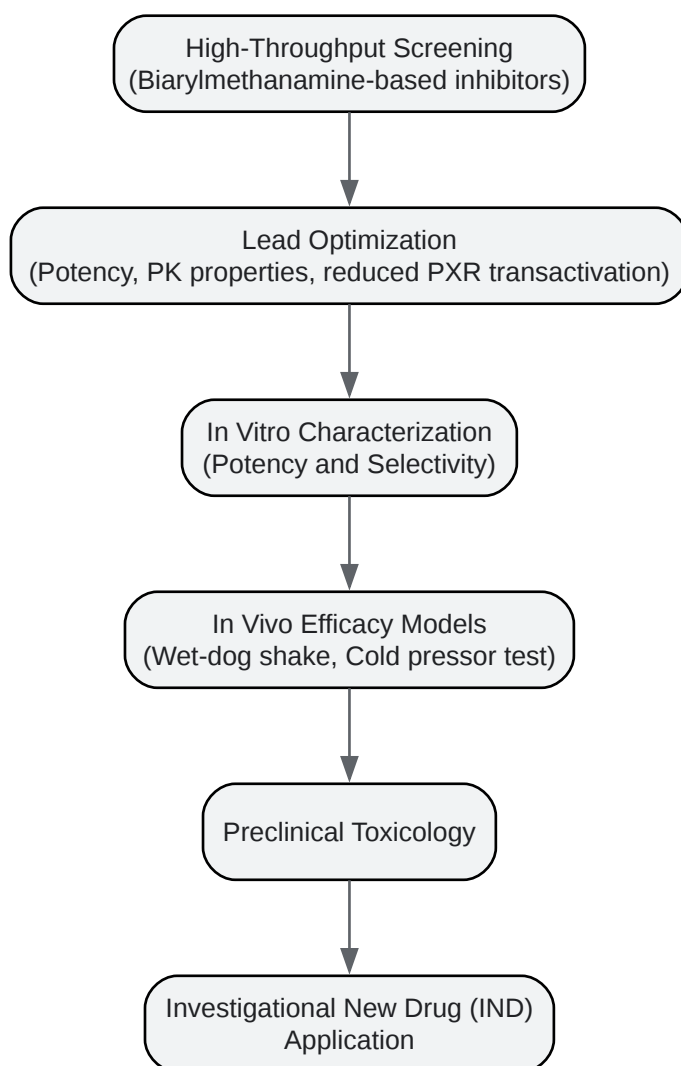 High-Throughput Screening
(Biarylmethanamine-based inhibitors)
Lead Optimization
(Potency, PK properties, reduced PXR transactivation)
In Vitro Characterization
(Potency and Selectivity)
In Vivo Efficacy Models
(Wet-dog shake, Cold pressor test)
Preclinical Toxicology
Investigational New Drug (IND)
Application